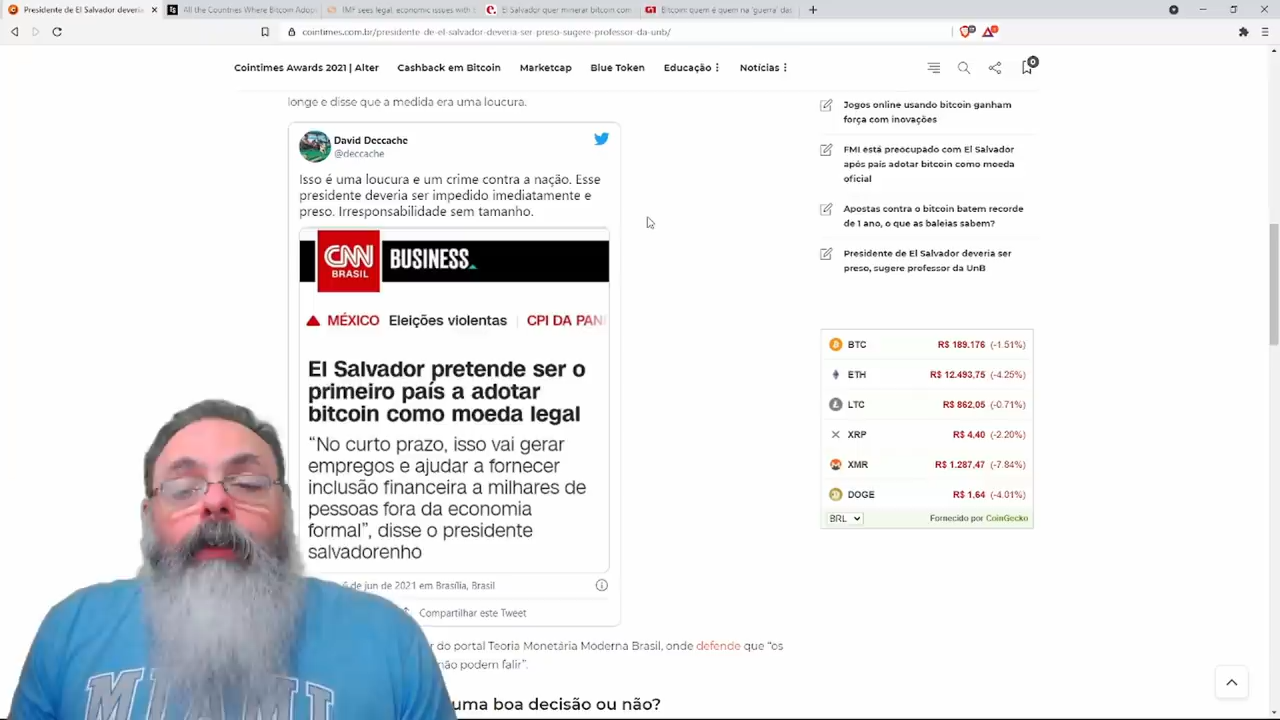 Presidente de El Salvador deveria
All the Countries Where Bitcoin Adop
IMF sees legal, economic issues with
El Salvador quer minerar bitcoin com
Bitcoin: quem é quem na 'guerra' das
cointimes.com.br/presidente-de-el-salvador-deveria-ser-preso-sugere-professor-da-unb/
Cointimes Awards 2021 | Alter
Cashback em Bitcoin
Marketcap
Blue Token
Educação
Notícias
0
longe e disse que a medida era uma loucura.
David Deccache
@deccache
Isso é uma loucura e um crime contra a nação. Esse
presidente deveria ser impedido imediatamente e
preso. Irresponsabilidade sem tamanho.
CNN
BRASIL
BUSINESS
MÉXICO Eleições violentas | CPI DA PAN
El Salvador pretende ser o
primeiro país a adotar
bitcoin como moeda legal
“No curto prazo, isso vai gerar
empregos e ajudar a fornecer
inclusão financeira a milhares de
pessoas fora da economia
formal”, disse o presidente
salvadorenho
de jun de 2021 em Brasília, Brasil
Compartilhar este Tweet
do portal Teoria Monetária Moderna Brasil, onde defende que “os
não podem falir”.
uma boa decisão ou não?
Jogos online usando bitcoin ganham
força com inovações
FMI está preocupado com El Salvador
após país adotar bitcoin como moeda
oficial
Apostas contra o bitcoin batem recorde
de 1 ano, o que as baleias sabem?
Presidente de El Salvador deveria ser
preso, sugere professor da UnB
BTC R$ 189.176 (-1.51%)
ETH R$ 12.493,75 (-4.25%)
LTC R$ 862,05 (-0.71%)
XRP R$ 4,40 (-2.20%)
XMR R$ 1.287,47 (-7.84%)
DOGE R$ 1,64 (-4.01%)
BRL
Fornecido por CoinGecko
MIAMI